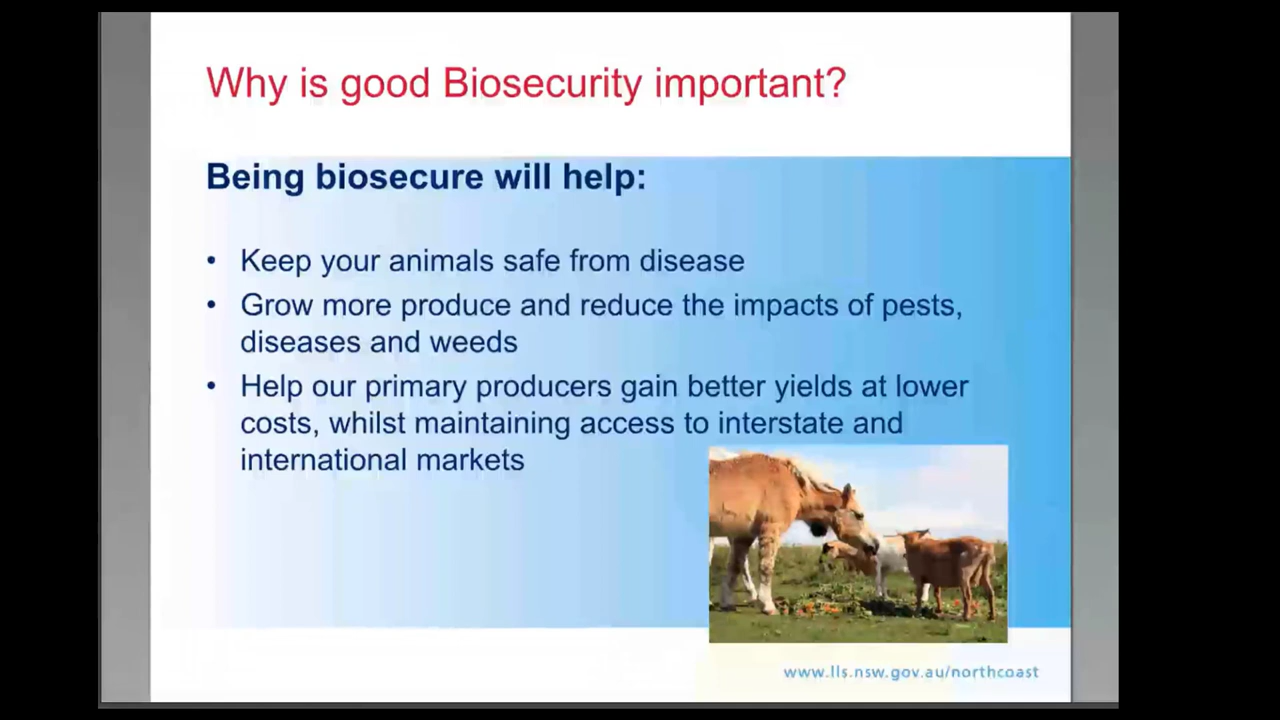 Why is good Biosecurity important?
Being biosecure will help:
• Keep your animals safe from disease
• Grow more produce and reduce the impacts of pests,
diseases and weeds
• Help our primary producers gain better yields at lower
costs, whilst maintaining access to interstate and
international markets
www.lls.nsw.gov.au/northcoast